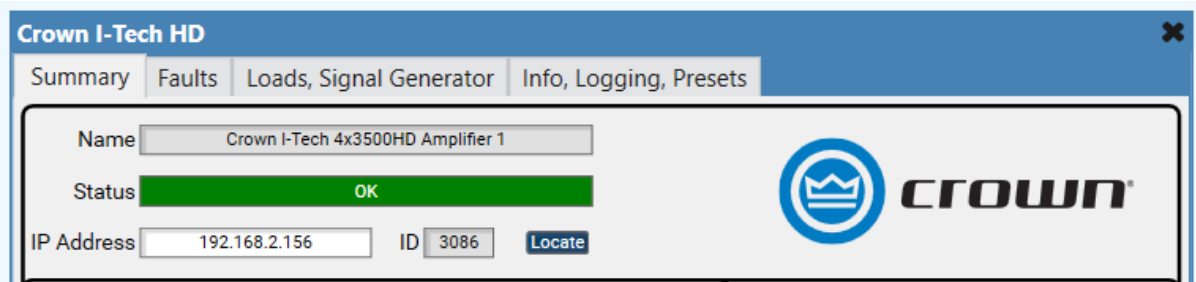 Crown I-Tech HD
Summary Faults Loads, Signal Generator Info, Logging, Presets
Name Crown I-Tech 4x3500HD Amplifier 1
Status OK
IP Address 192.168.2.156 ID 3086 Locate
crown